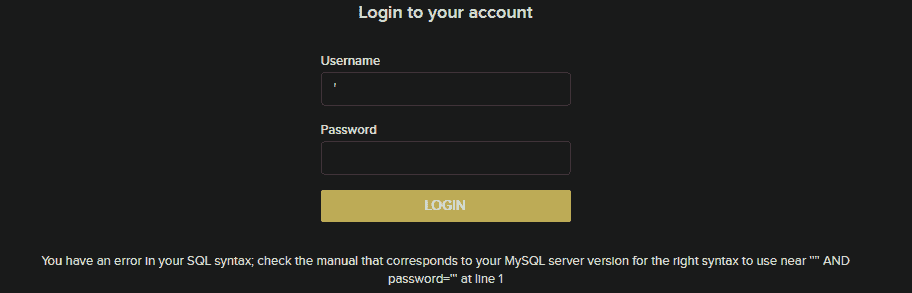 Login to your account
Username
'
Password
LOGIN
You have an error in your SQL syntax; check the manual that corresponds to your MySQL server version for the right syntax to use near '''' AND
password=''' at line 1